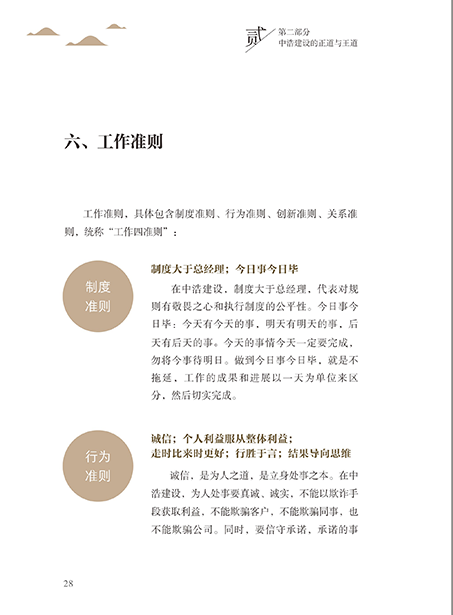 贰
第二部分
中浩建设的正道与王道
六、工作准则
工作准则，具体包含制度准则、行为准则、创新准则、关系准
则，统称“工作四准则”：
制度
准则
制度大于总经理；今日事今日毕
在中浩建设，制度大于总经理，代表对规
则有敬畏之心和执行制度的公平性。今日事今
日毕：今天有今天的事，明天有明天的事，后
天有后天的事。今天的事情今天一定要完成，
勿将今事待明日。做到今日事今日毕，就是不
拖延，工作的成果和进展以一天为单位来区
分，然后切实完成。
行为
准则
诚信；个人利益服从整体利益；
走时比来时更好；行胜于言；结果导向思维
诚信，是为人之道，是立身处事之本。在中
浩建设，为人处事要真诚、诚实，不能以欺诈手
段获取利益，不能欺骗客户，不能欺骗同事，也
不能欺骗公司。同时，要信守承诺，承诺的事
28